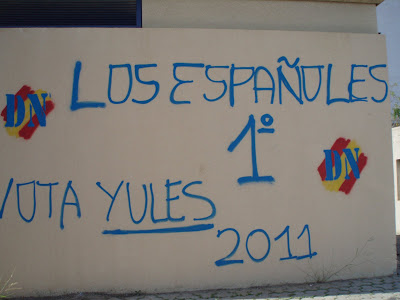 LOS ESPAÑOLES
1º
DN
DN
VOTA YULES
2011